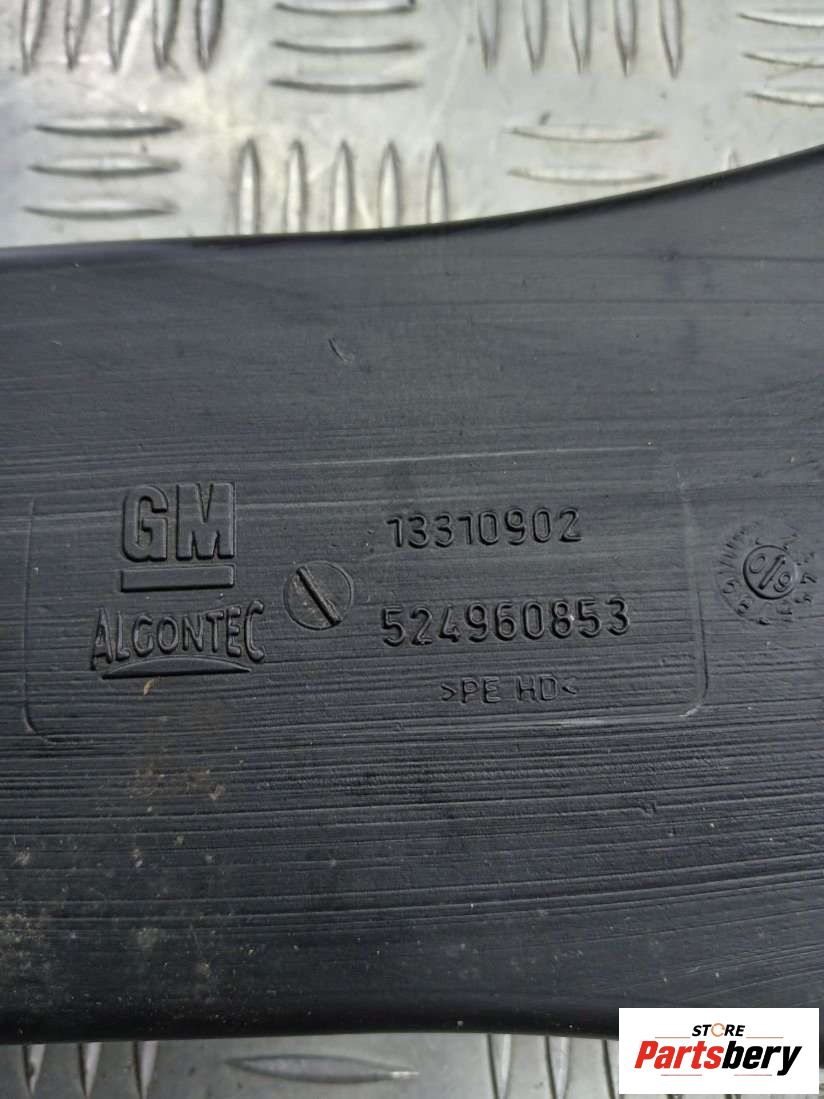 GM
13310902
ALGONTEC
524960853
>PE HD<
STORE
Partsbery